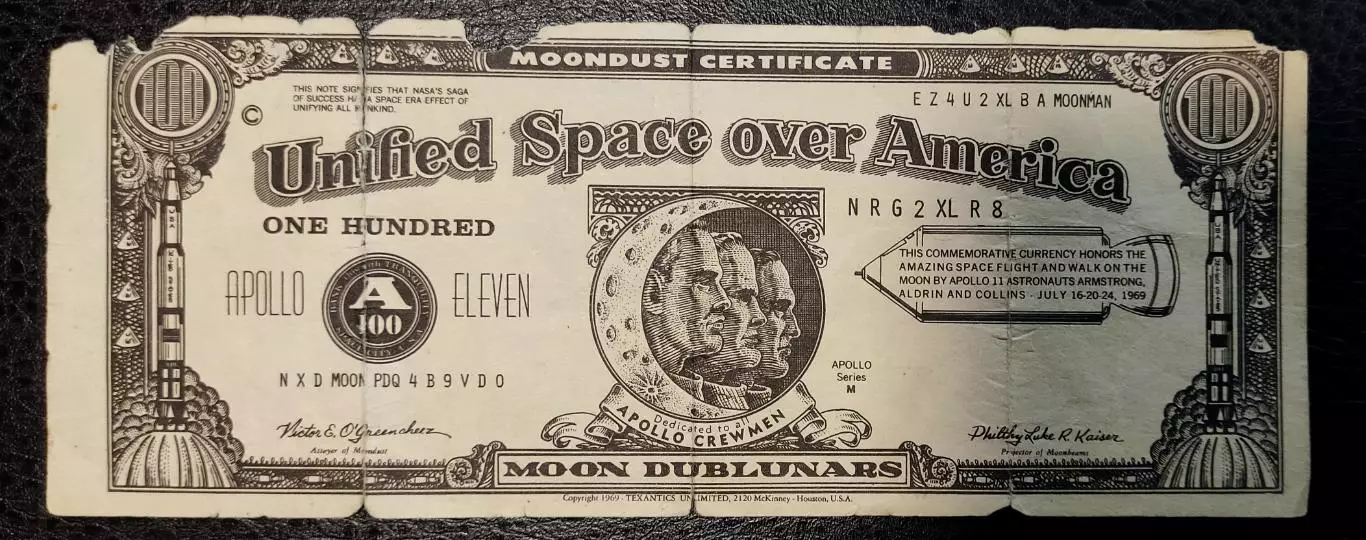 MOONDUST CERTIFICATE
100
100
THIS NOTE SIGNIFIES THAT NASA'S SAGA
OF SUCCESS HAS A SPACE ERA EFFECT OF
UNIFYING ALL MANKIND.
©
E Z 4 U 2 XL B A MOONMAN
Unified Space over America
ONE HUNDRED
N R G 2 XL R 8
THIS COMMEMORATIVE CURRENCY HONORS THE
AMAZING SPACE FLIGHT AND WALK ON THE
MOON BY APOLLO 11 ASTRONAUTS ARMSTRONG,
ALDRIN AND COLLINS - JULY 16-20-24, 1969
APOLLO
A
100
ELEVEN
N X D MOON PDQ 4 B 9 V D O
APOLLO
Series
M
Dedicated to all
APOLLO CREWMEN
Victor E. O'Greencheez
Assayer of Moondust
Philthy Luke R. Kaiser
Projector of Moonbeams
MOON DUBLUNARS
Copyright 1969 - TEXANTICS UNLIMITED, 2120 McKinney - Houston, U.S.A.